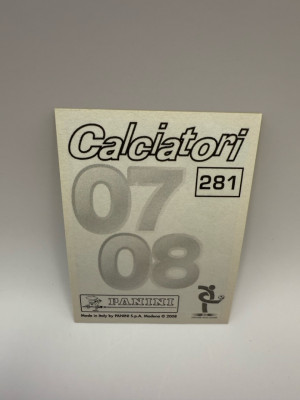 Calciatori
281
07
08
PANINI
Made in Italy by PANINI S.p.A. Modena © 2008